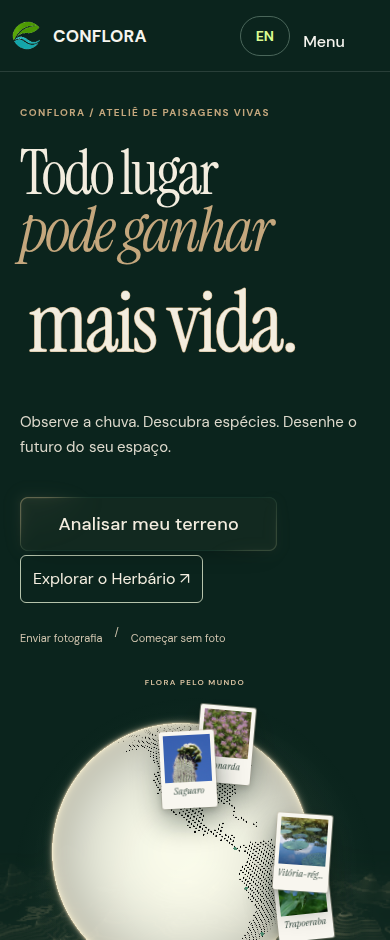 CONFLORA
EN
Menu
CONFLORA / ATELIÊ DE PAISAGENS VIVAS
Todo lugar
pode ganhar
mais vida.
Observe a chuva. Descubra espécies. Desenhe o
futuro do seu espaço.
Analisar meu terreno
Explorar o Herbário ↗
Enviar fotografia / Começar sem foto
FLORA PELO MUNDO
Saguaro
Vitória-rég...
Trapoeraba